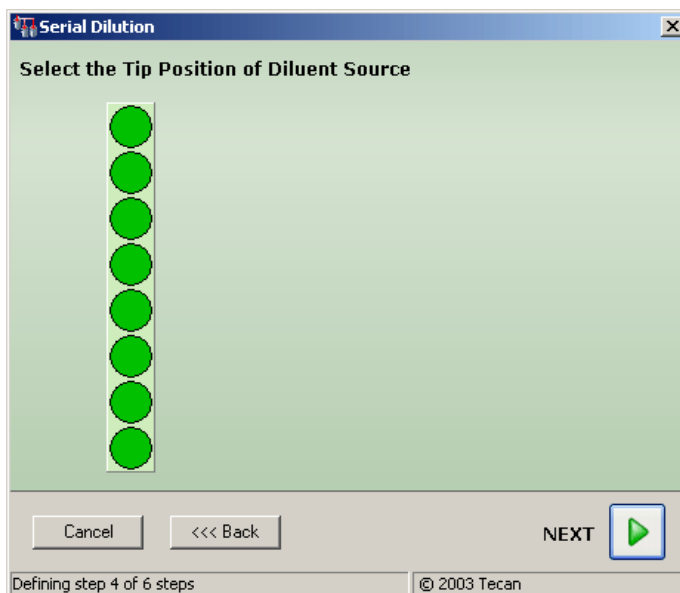 Serial Dilution
Select the Tip Position of Diluent Source
Cancel
<<< Back
NEXT
Defining step 4 of 6 steps
© 2003 Tecan